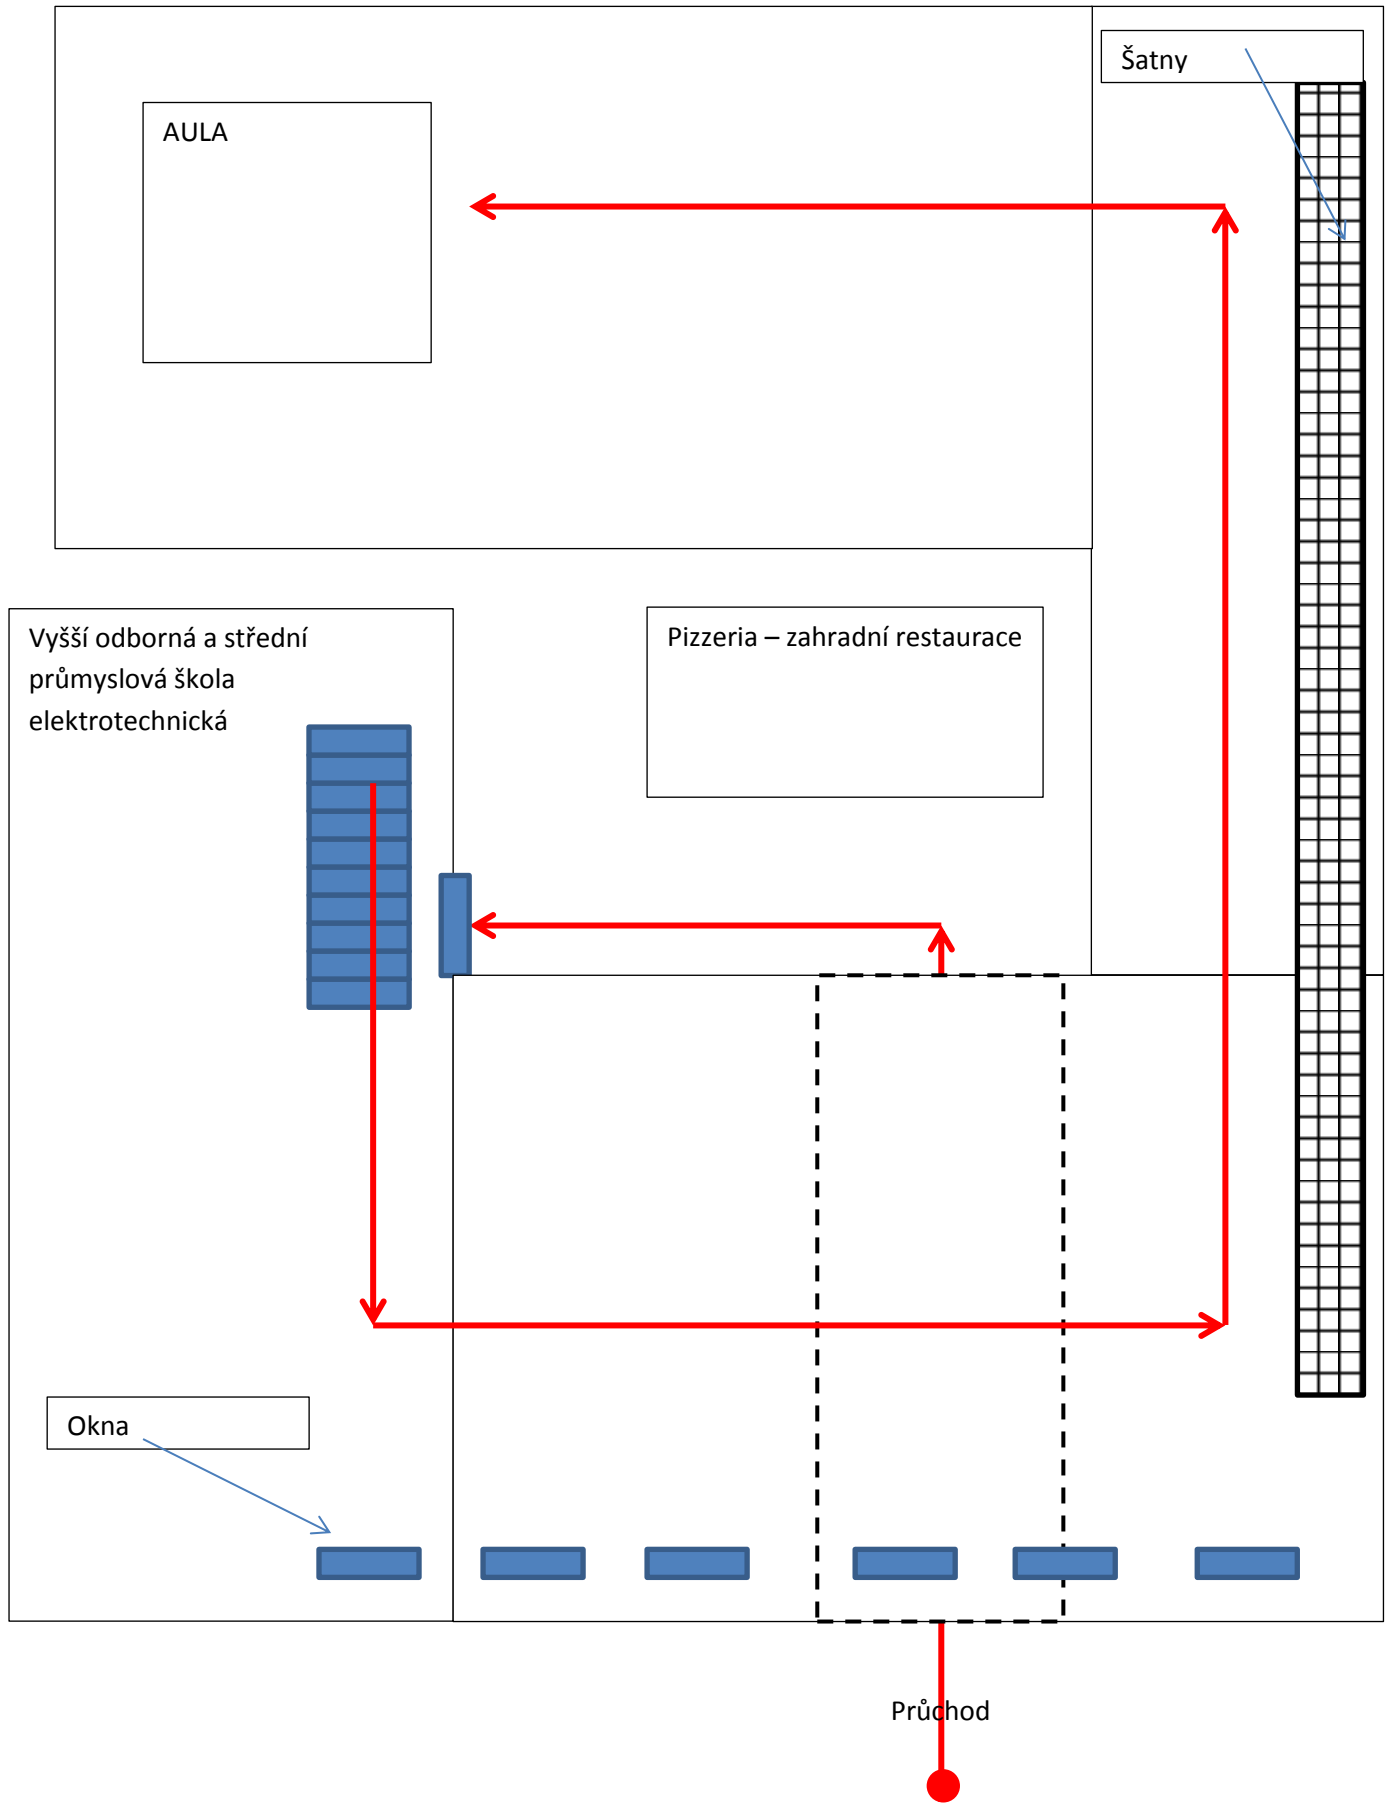 Šatny
AULA
Vyšší odborná a střední
průmyslová škola
elektrotechnická
Pizzeria – zahradní restaurace
Okna
Průchod